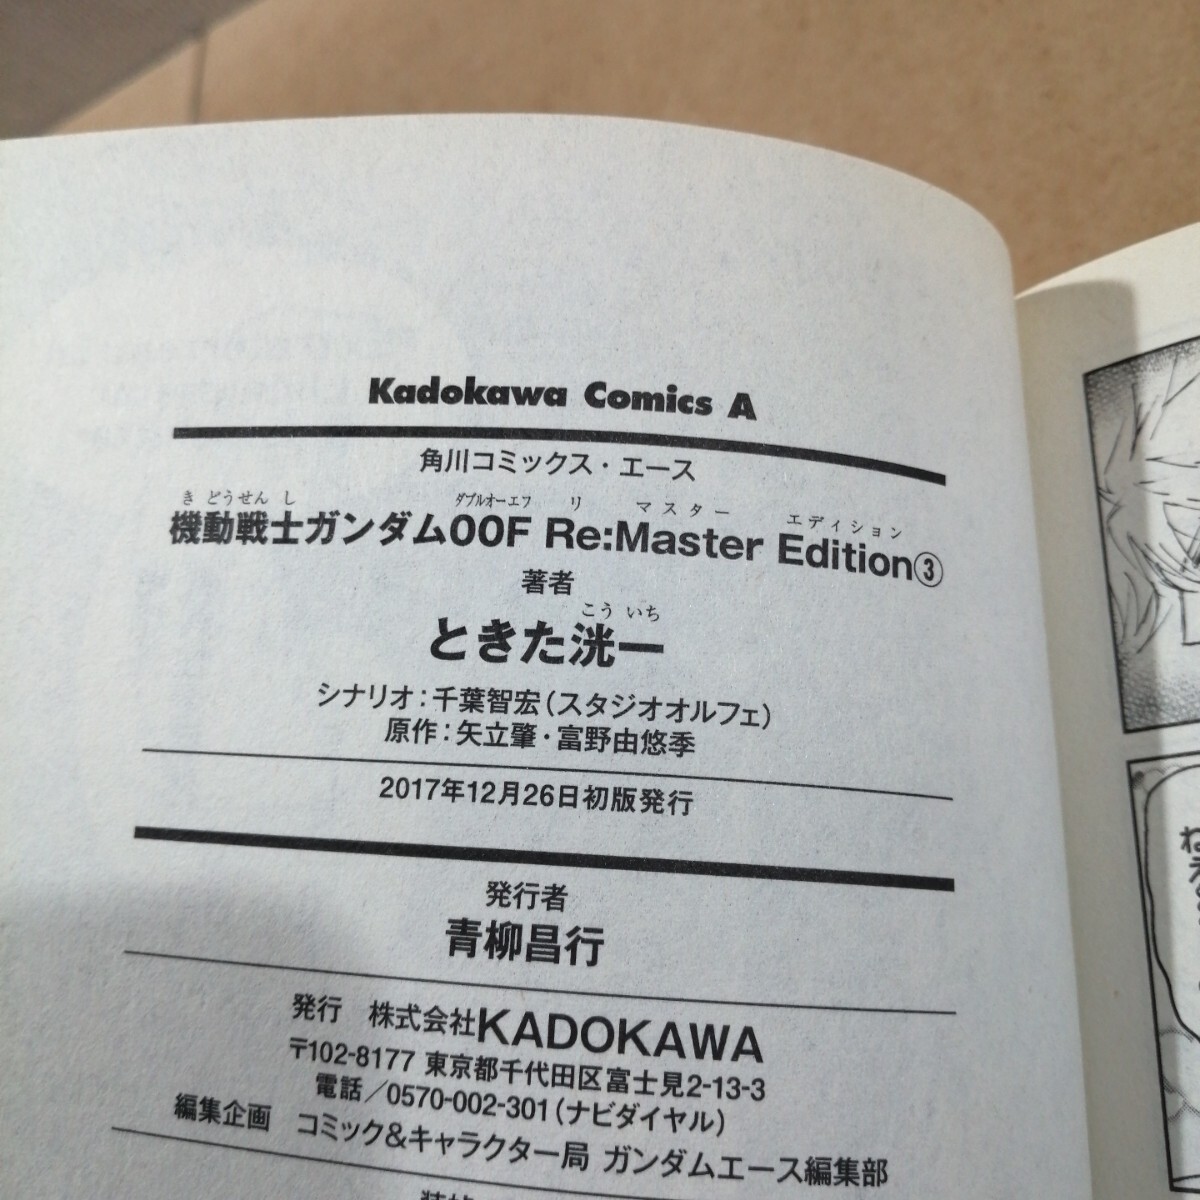 Kadokawa Comics A
角川コミックス・エース
きどうせんし ダブルオーエフ リ マスター エディション
機動戦士ガンダム00F Re:Master Edition③
著者
こういち
ときた洸一
シナリオ：千葉智宏（スタジオオルフェ）
原作：矢立肇・富野由悠季
2017年12月26日初版発行
発行者
青柳昌行
発行 株式会社KADOKAWA
〒102-8177 東京都千代田区富士見2-13-3
電話／0570-002-301（ナビダイヤル）
編集企画 コミック&キャラクター局 ガンダムエース編集部